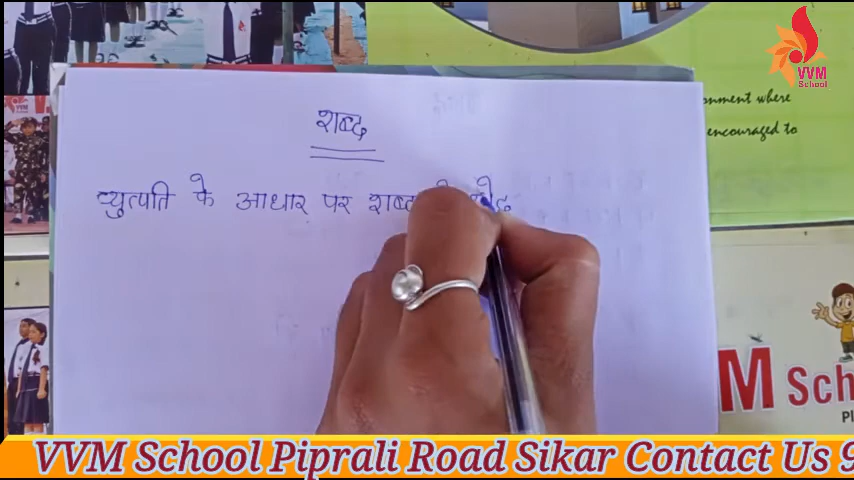 VVM
School
onment where
encouraged to
शब्द
व्युत्पति के आधार पर शब्द भेद
M Sch
VVM School Piprali Road Sikar Contact Us 9